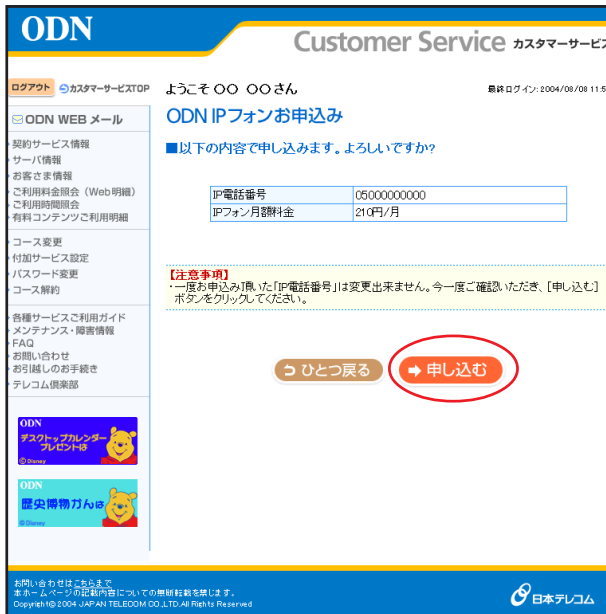 ODN
Customer Service カスタマーサービス
ログアウト カスタマーサービスTOP
ようこそ○○ ○○さん
最終ログイン:2004/08/08 11:5
ODN WEB メール
ODN IPフォンお申込み
■以下の内容で申し込みます。よろしいですか?
契約サービス情報
サーバ情報
お客さま情報
ご利用料金照会（Web明細）
ご利用時間照会
有料コンテンツご利用明細
IP電話番号 05000000000
IPフォン月額料金 210円/月
コース変更
付加サービス設定
パスワード変更
コース解約
【注意事項】
・一度お申込み頂いた「IP電話番号」は変更出来ません。今一度ご確認いただき、[申し込む]
ボタンをクリックしてください。
各種サービスご利用ガイド
メンテナンス・障害情報
FAQ
お問い合わせ
お引越しのお手続き
テレコム倶楽部
ひとつ戻る
申し込む
ODN
デスクトップカレンダー
プレゼントは
©Disney
ODN
歴史博物がんは
©Disney
お問い合わせはこちらまで
本ホームページの記載内容についての無断転載を禁じます。
Copyright© 2004 JAPAN TELECOM CO.,LTD.All Rights Reserved
日本テレコム